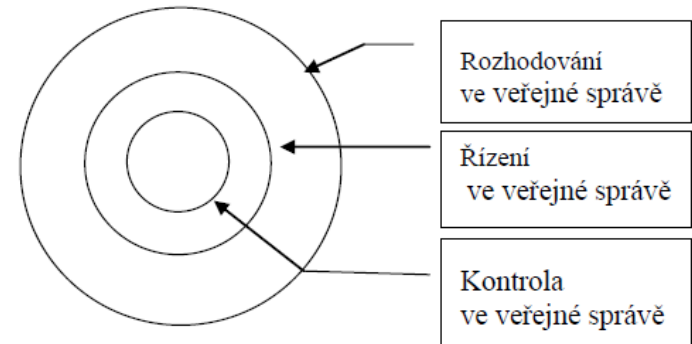 Rozhodování
ve veřejné správě
Řízení
ve veřejné správě
Kontrola
ve veřejné správě